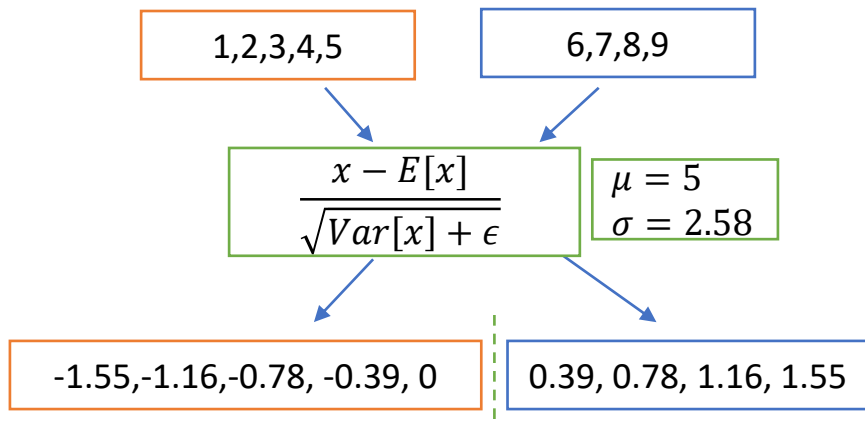 1,2,3,4,5
6,7,8,9
x − E[x]
√Var[x] + ϵ
μ = 5
σ = 2.58
-1.55,-1.16,-0.78, -0.39, 0
0.39, 0.78, 1.16, 1.55